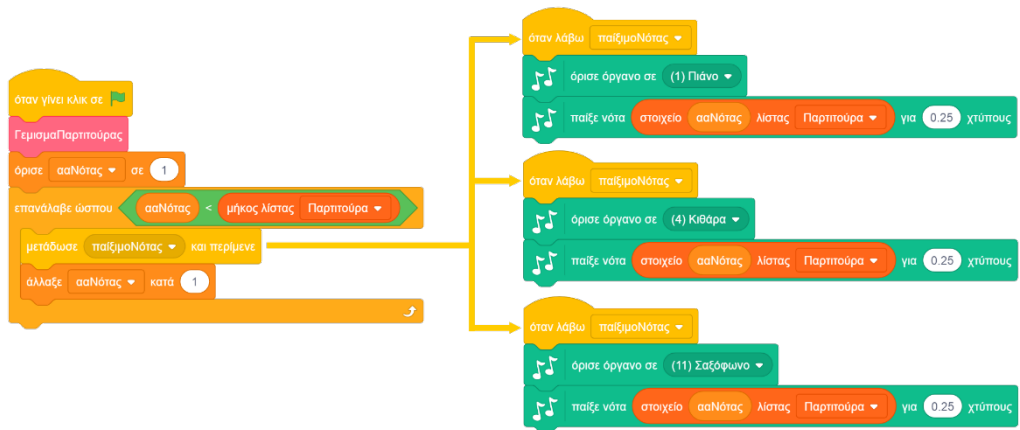 όταν γίνει κλικ σε
ΓεμισμαΠαρτιτούρας
όρισε ααΝότας σε 1
επανάλαβε ώσπου ααΝότας < μήκος λίστας Παρτιτούρα
μετάδωσε παίξιμοΝότας και περίμενε
άλλαξε ααΝότας κατά 1
όταν λάβω παίξιμοΝότας
όρισε όργανο σε (1) Πιάνο
παίξε νότα στοιχείο ααΝότας λίστας Παρτιτούρα για 0.25 χτύπους
όταν λάβω παίξιμοΝότας
όρισε όργανο σε (4) Κιθάρα
παίξε νότα στοιχείο ααΝότας λίστας Παρτιτούρα για 0.25 χτύπους
όταν λάβω παίξιμοΝότας
όρισε όργανο σε (11) Σαξόφωνο
παίξε νότα στοιχείο ααΝότας λίστας Παρτιτούρα για 0.25 χτύπους